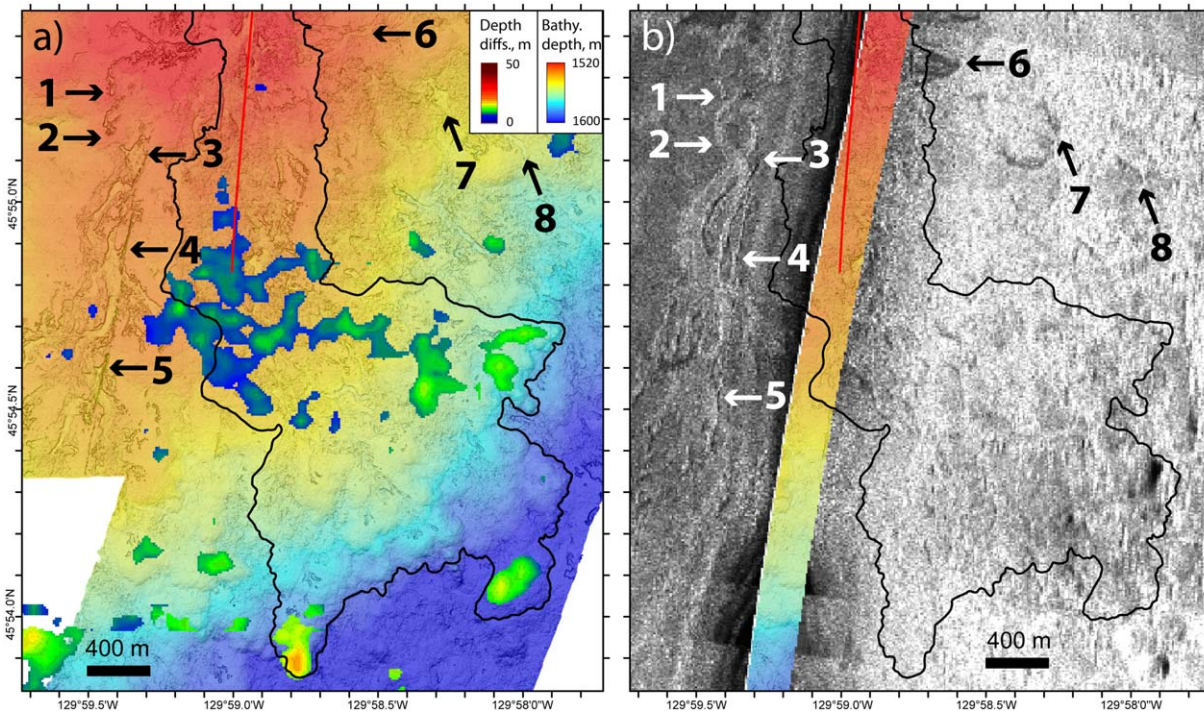 a)
Depth diffs., m
50
0
Bathy. depth, m
1520
1600
1 →
2 →
← 3
← 4
← 5
← 6
7
8
45°55.0'N
45°54.5'N
45°54.0'N
400 m
129°59.5'W
129°59.0'W
129°58.5'W
129°58.0'W
b)
1 →
2 →
← 3
← 4
← 5
← 6
7
8
400 m
129°59.5'W
129°59.0'W
129°58.5'W
129°58.0'W